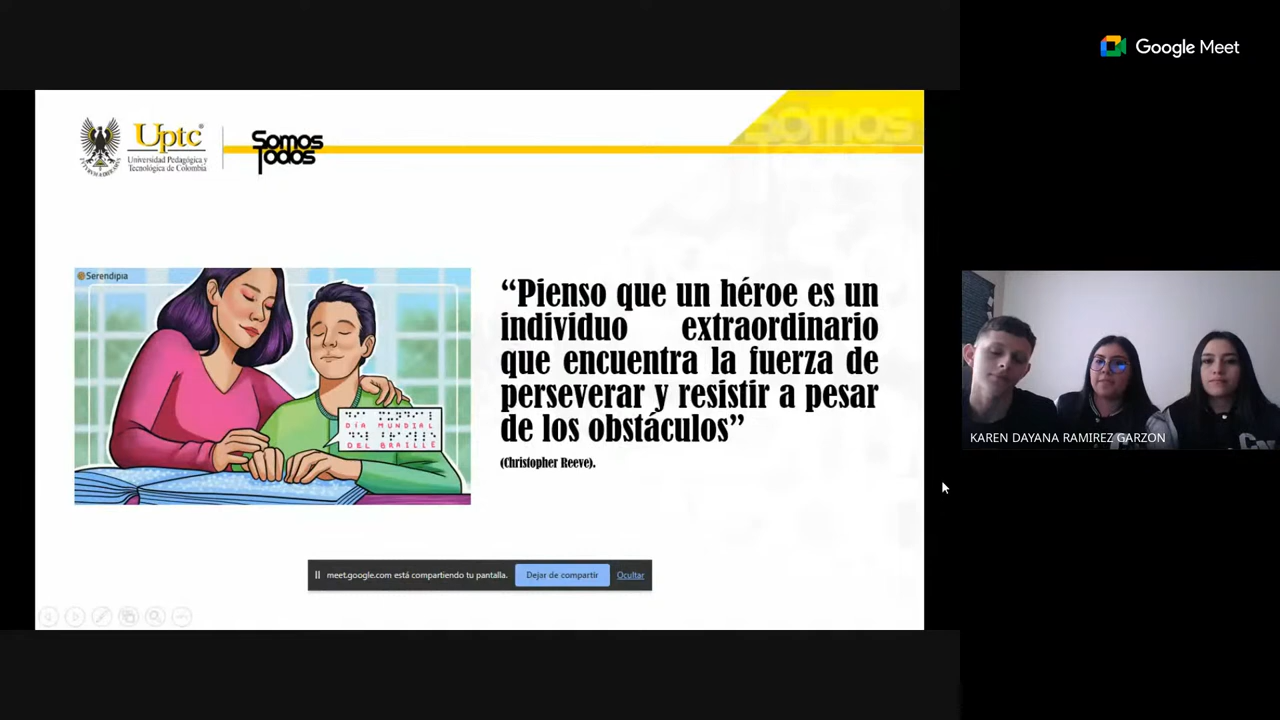 Google Meet
Uptc
Universidad Pedagógica y
Tecnológica de Colombia
Somos
Todos
Somos
Serendipia
“Pienso que un héroe es un
individuo extraordinario
que encuentra la fuerza de
perseverar y resistir a pesar
de los obstáculos”
(Christopher Reeve).
DÍA MUNDIAL
DEL BRAILLE
KAREN DAYANA RAMIREZ GARZON
meet.google.com está compartiendo tu pantalla.
Dejar de compartir
Ocultar